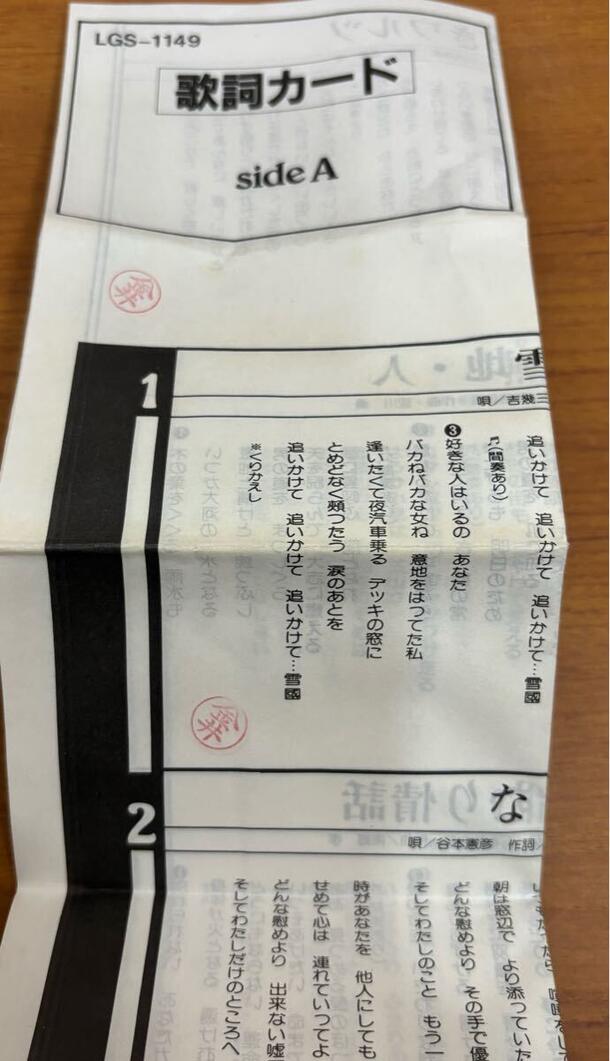 LGS-1149
歌詞カード
side A
1
唄/吉幾三
追いかけて 追いかけて 追いかけて…雪國
♬(間奏あり)
❸好きな人はいるの あなた
バカねバカな女ね 意地をはってた私
逢いたくて夜汽車乗る デッキの窓に
とめどなく頬つたう 涙のあとを
追いかけて 追いかけて 追いかけて…雪國
※くりかえし
2
な
唄/谷本憲彦 作詞/
朝は窓辺で より添っていた
どんな慰めより その手で優
そしてわたしのこと もう一
時があなたを 他人にしても
せめて心は 連れていってよ
どんな慰めより 出来ない嘘
そしてわたしだけのところへ